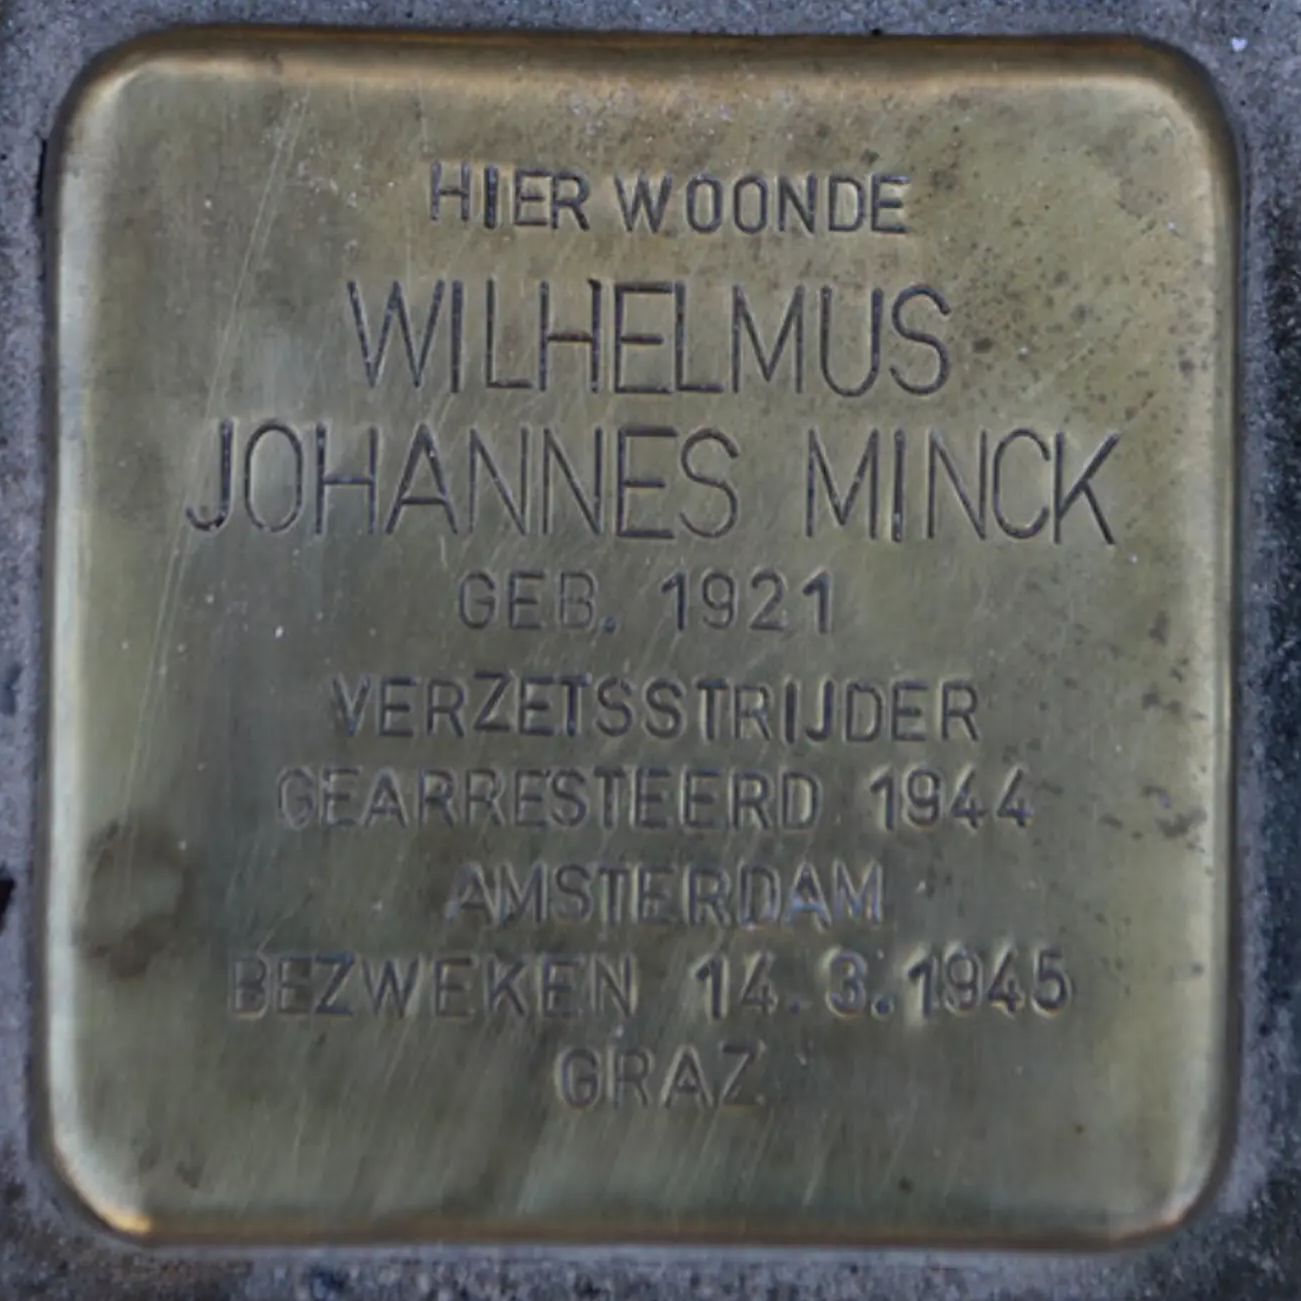 HIER WOONDE
WILHELMUS
JOHANNES MINCK
GEB. 1921
VERZETSSTRIJDER
GEARRESTEERD 1944
AMSTERDAM
BEZWEKEN 14.3.1945
GRAZ